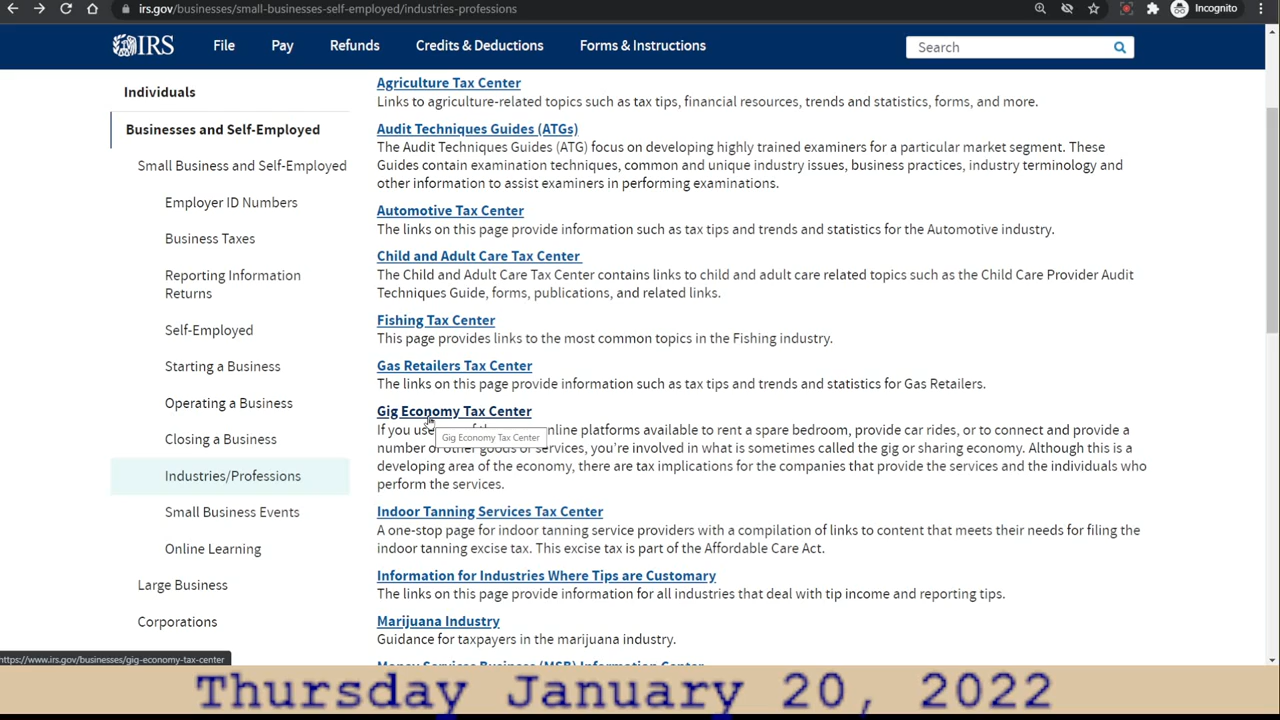 irs.gov/businesses/small-businesses-self-employed/industries-professions
Incognito
IRS
File
Pay
Refunds
Credits & Deductions
Forms & Instructions
Search
Individuals
Businesses and Self-Employed
Small Business and Self-Employed
Employer ID Numbers
Business Taxes
Reporting Information
Returns
Self-Employed
Starting a Business
Operating a Business
Closing a Business
Industries/Professions
Small Business Events
Online Learning
Large Business
Corporations
Agriculture Tax Center
Links to agriculture-related topics such as tax tips, financial resources, trends and statistics, forms, and more.
Audit Techniques Guides (ATGs)
The Audit Techniques Guides (ATG) focus on developing highly trained examiners for a particular market segment. These
Guides contain examination techniques, common and unique industry issues, business practices, industry terminology and
other information to assist examiners in performing examinations.
Automotive Tax Center
The links on this page provide information such as tax tips and trends and statistics for the Automotive industry.
Child and Adult Care Tax Center
The Child and Adult Care Tax Center contains links to child and adult care related topics such as the Child Care Provider Audit
Techniques Guide, forms, publications, and related links.
Fishing Tax Center
This page provides links to the most common topics in the Fishing industry.
Gas Retailers Tax Center
The links on this page provide information such as tax tips and trends and statistics for Gas Retailers.
Gig Economy Tax Center
If you use platforms available to rent a spare bedroom, provide car rides, or to connect and provide a
Gig Economy Tax Center
number of other goods or services, you're involved in what is sometimes called the gig or sharing economy. Although this is a
developing area of the economy, there are tax implications for the companies that provide the services and the individuals who
perform the services.
Indoor Tanning Services Tax Center
A one-stop page for indoor tanning service providers with a compilation of links to content that meets their needs for filing the
indoor tanning excise tax. This excise tax is part of the Affordable Care Act.
Information for Industries Where Tips are Customary
The links on this page provide information for all industries that deal with tip income and reporting tips.
Marijuana Industry
Guidance for taxpayers in the marijuana industry.
Money Services Business (MSB) Information Center
https://www.irs.gov/businesses/gig-economy-tax-center
Thursday January 20, 2022